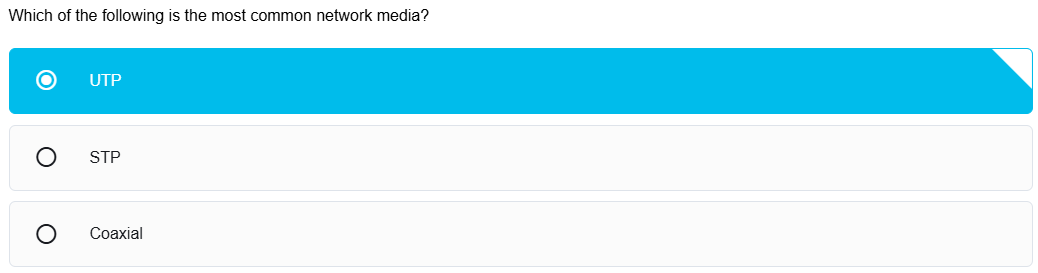 Which of the following is the most common network media?
UTP
STP
Coaxial